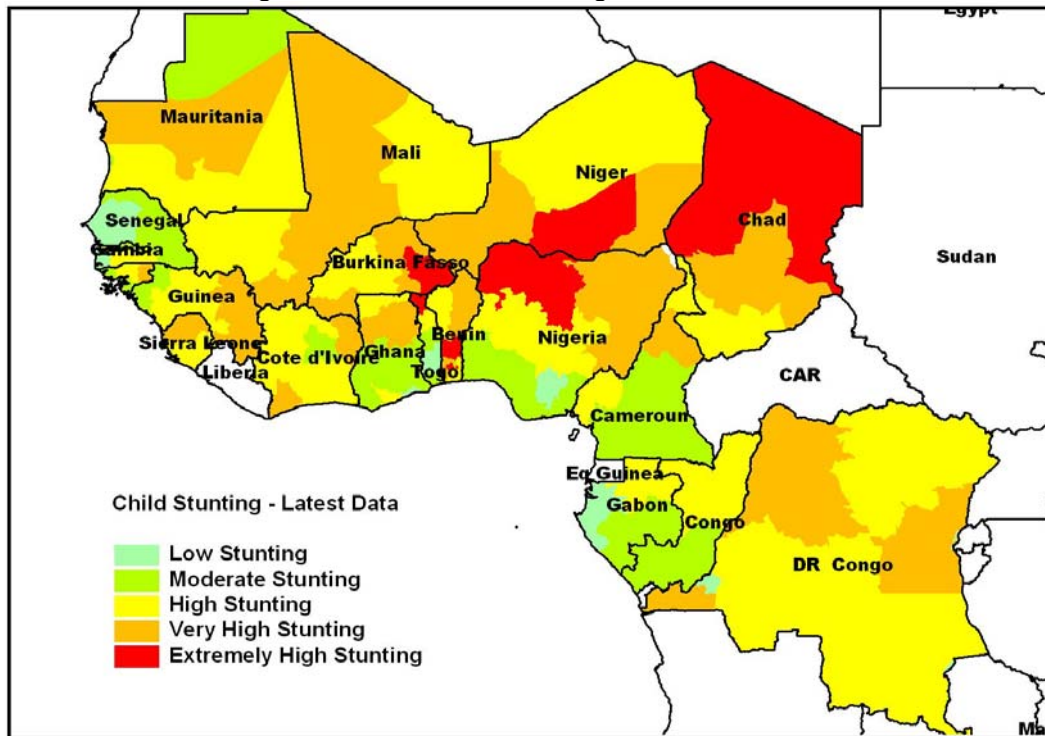 Egypt
Mauritania
Mali
Niger
Chad
Senegal
Gambia
Sudan
Burkina Fasso
Guinea
Benin
Nigeria
Sierra Leone
Cote d'Ivoire
Ghana
Liberia
Togo
CAR
Cameroun
Eq Guinea
Gabon
Congo
DR Congo
Child Stunting - Latest Data
Low Stunting
Moderate Stunting
High Stunting
Very High Stunting
Extremely High Stunting
Ma